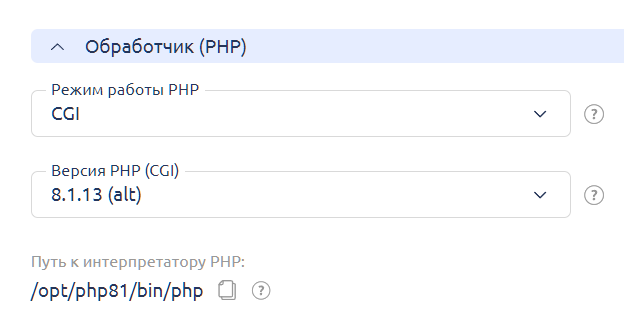 Обработчик (PHP)
Режим работы PHP
CGI
?
Версия PHP (CGI)
8.1.13 (alt)
?
Путь к интерпретатору PHP:
/opt/php81/bin/php
?